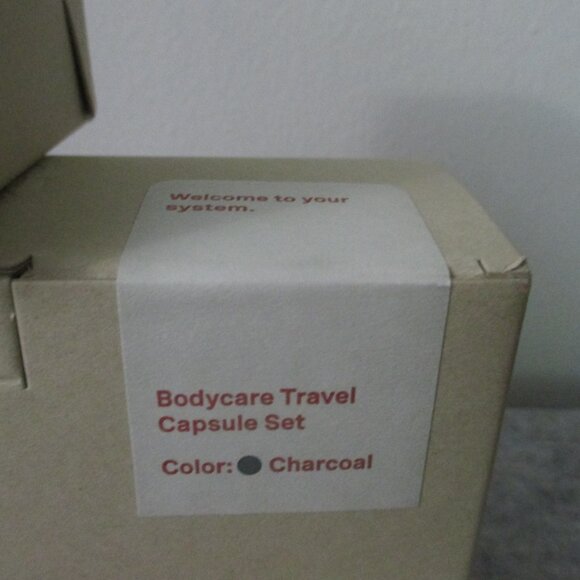 Welcome to your
system.
Bodycare Travel
Capsule Set
Color: Charcoal